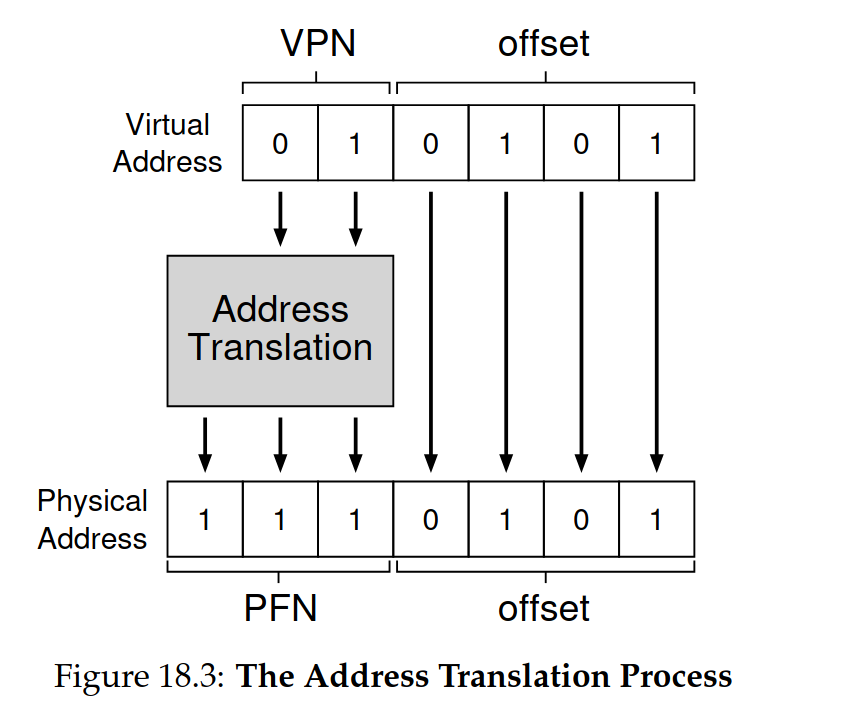 VPN offset
Virtual
Address
0 1 0 1 0 1
Address
Translation
Physical
Address
1 1 1 0 1 0 1
PFN offset
Figure 18.3: The Address Translation Process